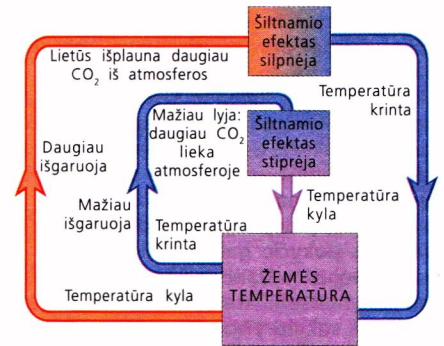 Šiltnamio
efektas
silpnėja
Lietūs išplauna daugiau
CO₂ iš atmosferos
Temperatūra
krinta
Mažiau lyja:
daugiau CO₂
lieka
atmosferoje
Šiltnamio
efektas
stiprėja
Daugiau
išgaruoja
Mažiau
išgaruoja
Temperatūra
kyla
Temperatūra
krinta
ŽEMĖS
TEMPERATŪRA
Temperatūra kyla